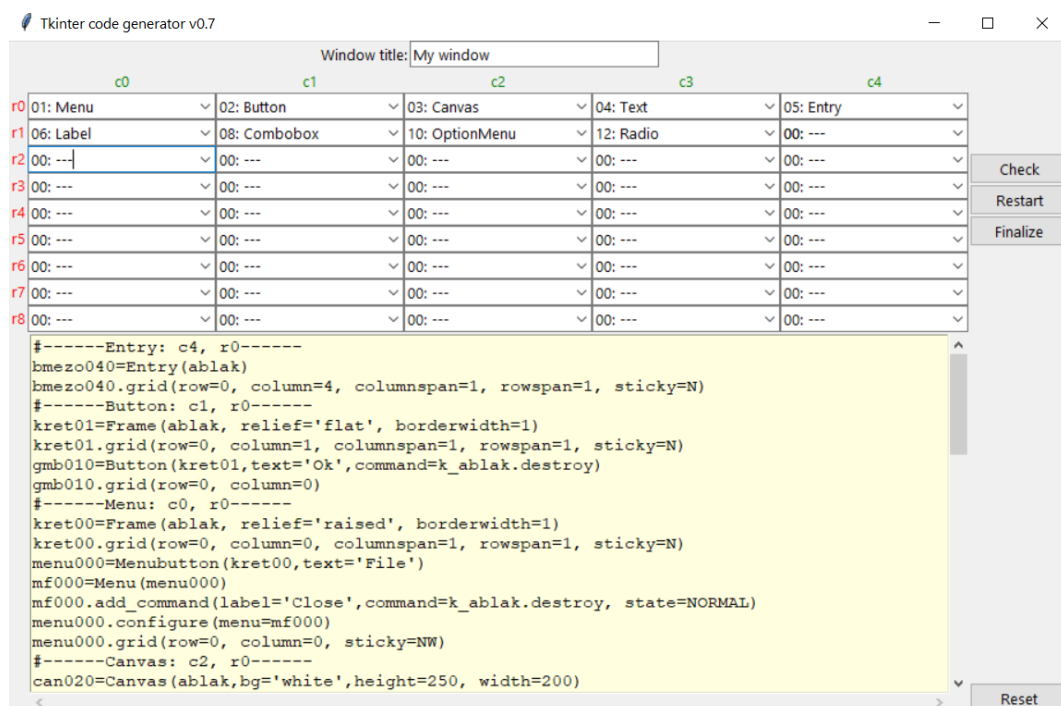 Tkinter code generator v0.7
Window title: My window
c0 c1 c2 c3 c4
r0 01: Menu 02: Button 03: Canvas 04: Text 05: Entry
r1 06: Label 08: Combobox 10: OptionMenu 12: Radio 00: ---
r2 00: --- 00: --- 00: --- 00: --- 00: ---
Check
r3 00: --- 00: --- 00: --- 00: --- 00: ---
Restart
r4 00: --- 00: --- 00: --- 00: --- 00: ---
Finalize
r5 00: --- 00: --- 00: --- 00: --- 00: ---
r6 00: --- 00: --- 00: --- 00: --- 00: ---
r7 00: --- 00: --- 00: --- 00: --- 00: ---
r8 00: --- 00: --- 00: --- 00: --- 00: ---
#------Entry: c4, r0------
bmezo040=Entry(ablak)
bmezo040.grid(row=0, column=4, columnspan=1, rowspan=1, sticky=N)
#------Button: c1, r0------
kret01=Frame(ablak, relief='flat', borderwidth=1)
kret01.grid(row=0, column=1, columnspan=1, rowspan=1, sticky=N)
gmb010=Button(kret01,text='Ok',command=k_ablak.destroy)
gmb010.grid(row=0, column=0)
#------Menu: c0, r0------
kret00=Frame(ablak, relief='raised', borderwidth=1)
kret00.grid(row=0, column=0, columnspan=1, rowspan=1, sticky=N)
menu000=Menubutton(kret00,text='File')
mf000=Menu(menu000)
mf000.add_command(label='Close',command=k_ablak.destroy, state=NORMAL)
menu000.configure(menu=mf000)
menu000.grid(row=0, column=0, sticky=NW)
#------Canvas: c2, r0------
can020=Canvas(ablak,bg='white',height=250, width=200)
Reset